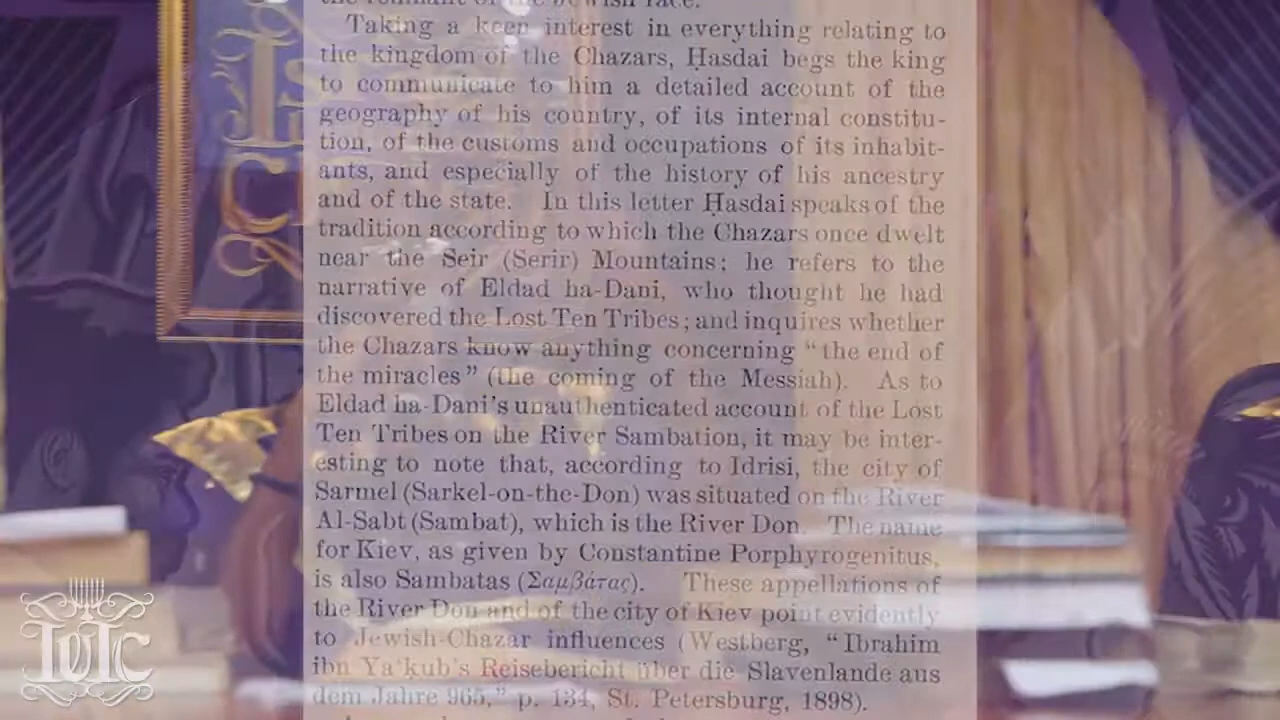 the remnant of the Jewish race.
Taking a keen interest in everything relating to
the kingdom of the Chazars, Ḥasdai begs the king
to communicate to him a detailed account of the
geography of his country, of its internal constitu-
tion, of the customs and occupations of its inhabit-
ants, and especially of the history of his ancestry
and of the state. In this letter Ḥasdai speaks of the
tradition according to which the Chazars once dwelt
near the Seir (Serir) Mountains; he refers to the
narrative of Eldad ha-Dani, who thought he had
discovered the Lost Ten Tribes; and inquires whether
the Chazars know anything concerning “the end of
the miracles” (the coming of the Messiah). As to
Eldad ha-Dani's unauthenticated account of the Lost
Ten Tribes on the River Sambation, it may be inter-
esting to note that, according to Idrisi, the city of
Sarmel (Sarkel-on-the-Don) was situated on the River
Al-Sabt (Sambat), which is the River Don. The name
for Kiev, as given by Constantine Porphyrogenitus,
is also Sambatas (Σαμβάτας). These appellations of
the River Don and of the city of Kiev point evidently
to Jewish-Chazar influences (Westberg, “Ibrahim
ibn Ya'ḳub's Reisebericht über die Slavenlande aus
dem Jahre 965,” p. 134, St. Petersburg, 1898).
IUIC